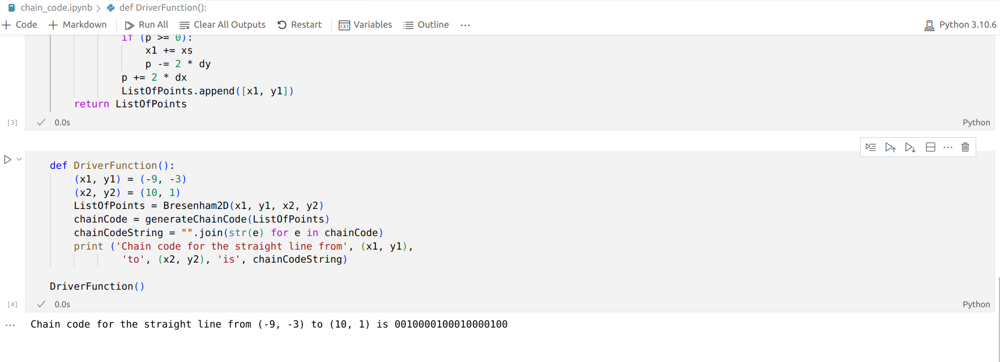 chain_code.ipynb > def DriverFunction():
Code Markdown Run All Clear All Outputs Restart Variables Outline ... Python 3.10.6
if (p >= 0):
x1 += xs
p -= 2 * dy
p += 2 * dx
ListOfPoints.append([x1, y1])
return ListOfPoints
[3] 0.0s Python
def DriverFunction():
(x1, y1) = (-9, -3)
(x2, y2) = (10, 1)
ListOfPoints = Bresenham2D(x1, y1, x2, y2)
chainCode = generateChainCode(ListOfPoints)
chainCodeString = "".join(str(e) for e in chainCode)
print ('Chain code for the straight line from', (x1, y1),
'to', (x2, y2), 'is', chainCodeString)
DriverFunction()
[4] 0.0s Python
... Chain code for the straight line from (-9, -3) to (10, 1) is 0010000100010000100